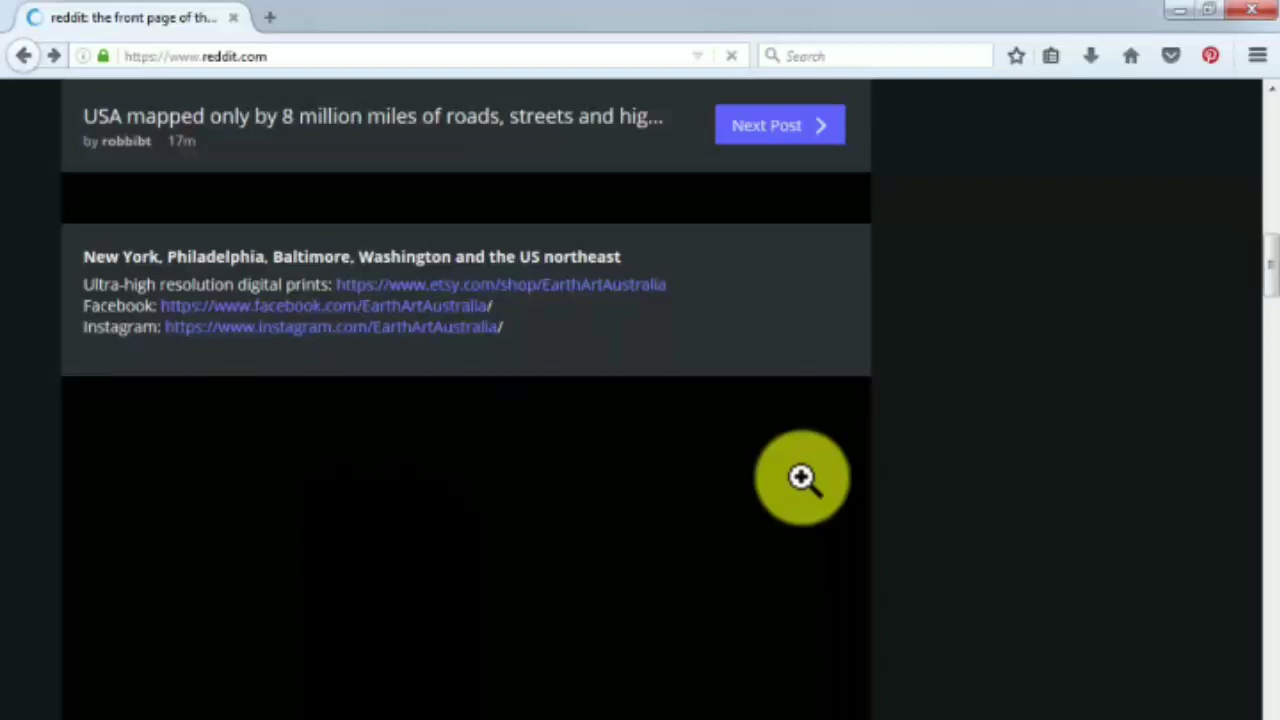 reddit: the front page of th...
https://www.reddit.com
Search
USA mapped only by 8 million miles of roads, streets and hig...
by robbibt 17m
Next Post
New York, Philadelphia, Baltimore, Washington and the US northeast
Ultra-high resolution digital prints: https://www.etsy.com/shop/EarthArtAustralia
Facebook: https://www.facebook.com/EarthArtAustralia/
Instagram: https://www.instagram.com/EarthArtAustralia/